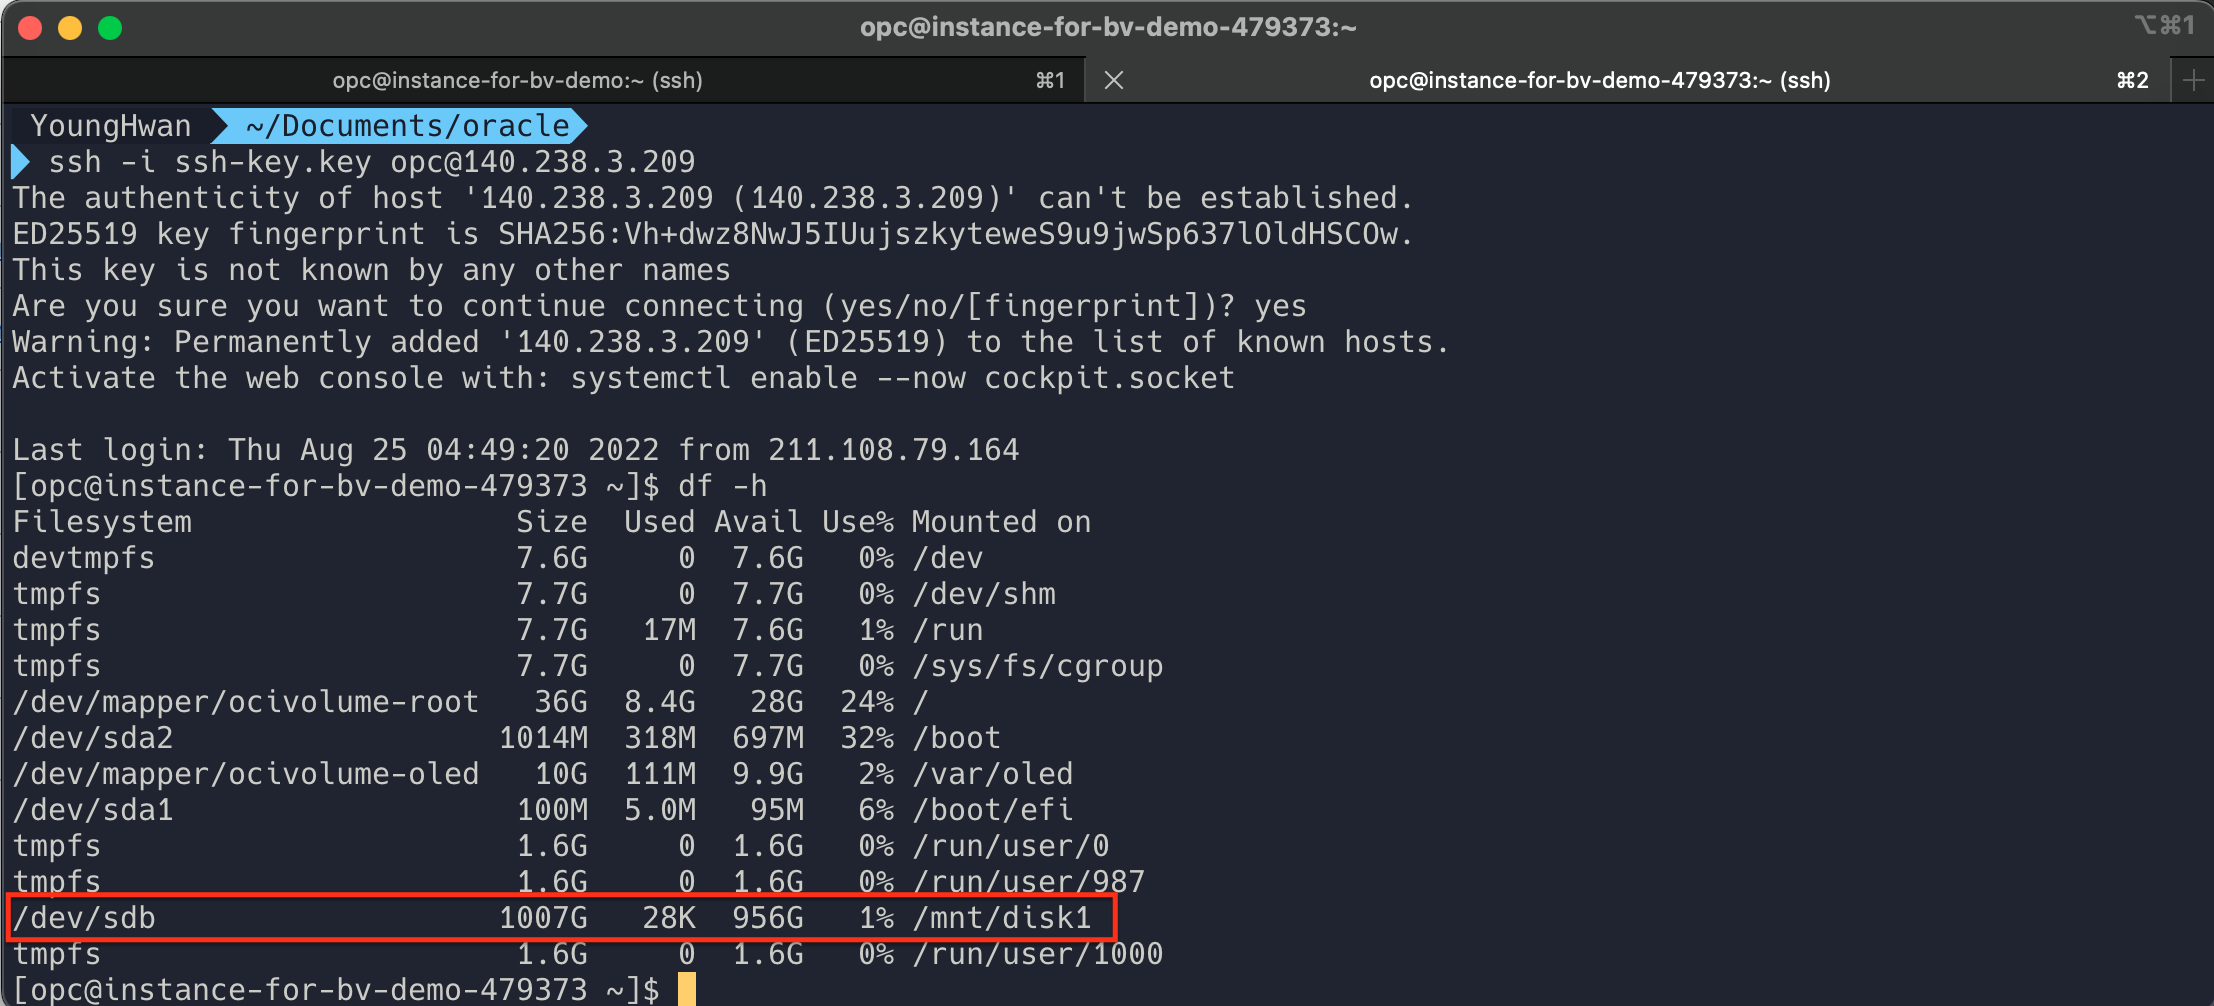 opc@instance-for-bv-demo-479373:~
⌥⌘1
opc@instance-for-bv-demo:~ (ssh) ⌘1
opc@instance-for-bv-demo-479373:~ (ssh) ⌘2
YoungHwan ~/Documents/oracle
ssh -i ssh-key.key opc@140.238.3.209
The authenticity of host '140.238.3.209 (140.238.3.209)' can't be established.
ED25519 key fingerprint is SHA256:Vh+dwz8NwJ5IUujszkyteweS9u9jwSp637lOldHSCOw.
This key is not known by any other names
Are you sure you want to continue connecting (yes/no/[fingerprint])? yes
Warning: Permanently added '140.238.3.209' (ED25519) to the list of known hosts.
Activate the web console with: systemctl enable --now cockpit.socket
Last login: Thu Aug 25 04:49:20 2022 from 211.108.79.164
[opc@instance-for-bv-demo-479373 ~]$ df -h
Filesystem Size Used Avail Use% Mounted on
devtmpfs 7.6G 0 7.6G 0% /dev
tmpfs 7.7G 0 7.7G 0% /dev/shm
tmpfs 7.7G 17M 7.6G 1% /run
tmpfs 7.7G 0 7.7G 0% /sys/fs/cgroup
/dev/mapper/ocivolume-root 36G 8.4G 28G 24% /
/dev/sda2 1014M 318M 697M 32% /boot
/dev/mapper/ocivolume-oled 10G 111M 9.9G 2% /var/oled
/dev/sda1 100M 5.0M 95M 6% /boot/efi
tmpfs 1.6G 0 1.6G 0% /run/user/0
tmpfs 1.6G 0 1.6G 0% /run/user/987
/dev/sdb 1007G 28K 956G 1% /mnt/disk1
tmpfs 1.6G 0 1.6G 0% /run/user/1000
[opc@instance-for-bv-demo-479373 ~]$